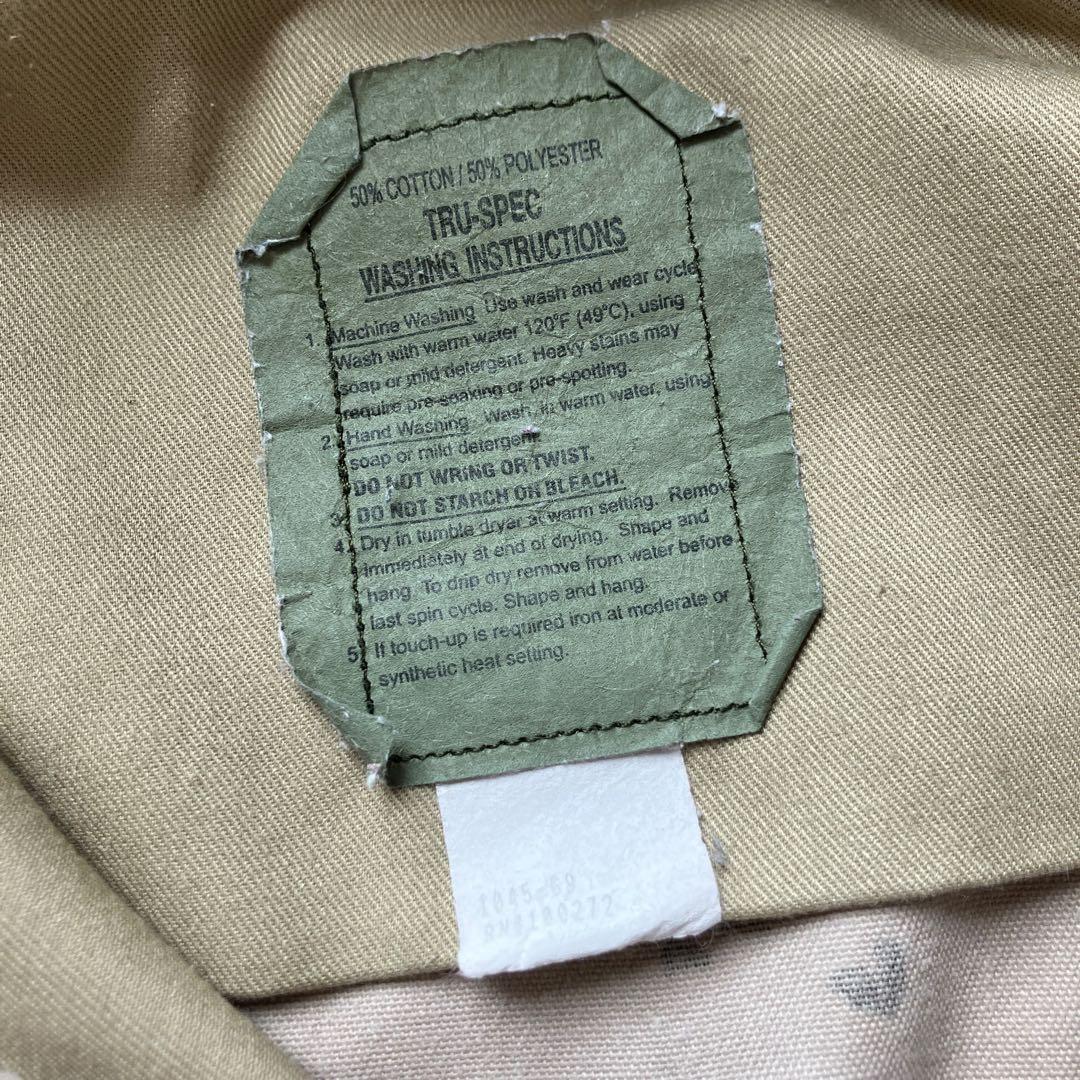 50% COTTON / 50% POLYESTER
TRU-SPEC
WASHING INSTRUCTIONS
1. Machine Washing Use wash and wear cycle
Wash with warm water 120°F (49°C), using
soap or mild detergent. Heavy stains may
require pre-soaking or pre-spotting.
2. Hand Washing Wash in warm water, using
soap or mild detergent
DO NOT WRING OR TWIST.
3. DO NOT STARCH OR BLEACH.
4. Dry in tumble dryar at warm setting. Remove
immediately at end of drying. Shape and
hang. To drip dry remove from water before
last spin cycle. Shape and hang.
5. If touch-up is required iron at moderate or
synthetic heat setting.
1045-69
RN#100272